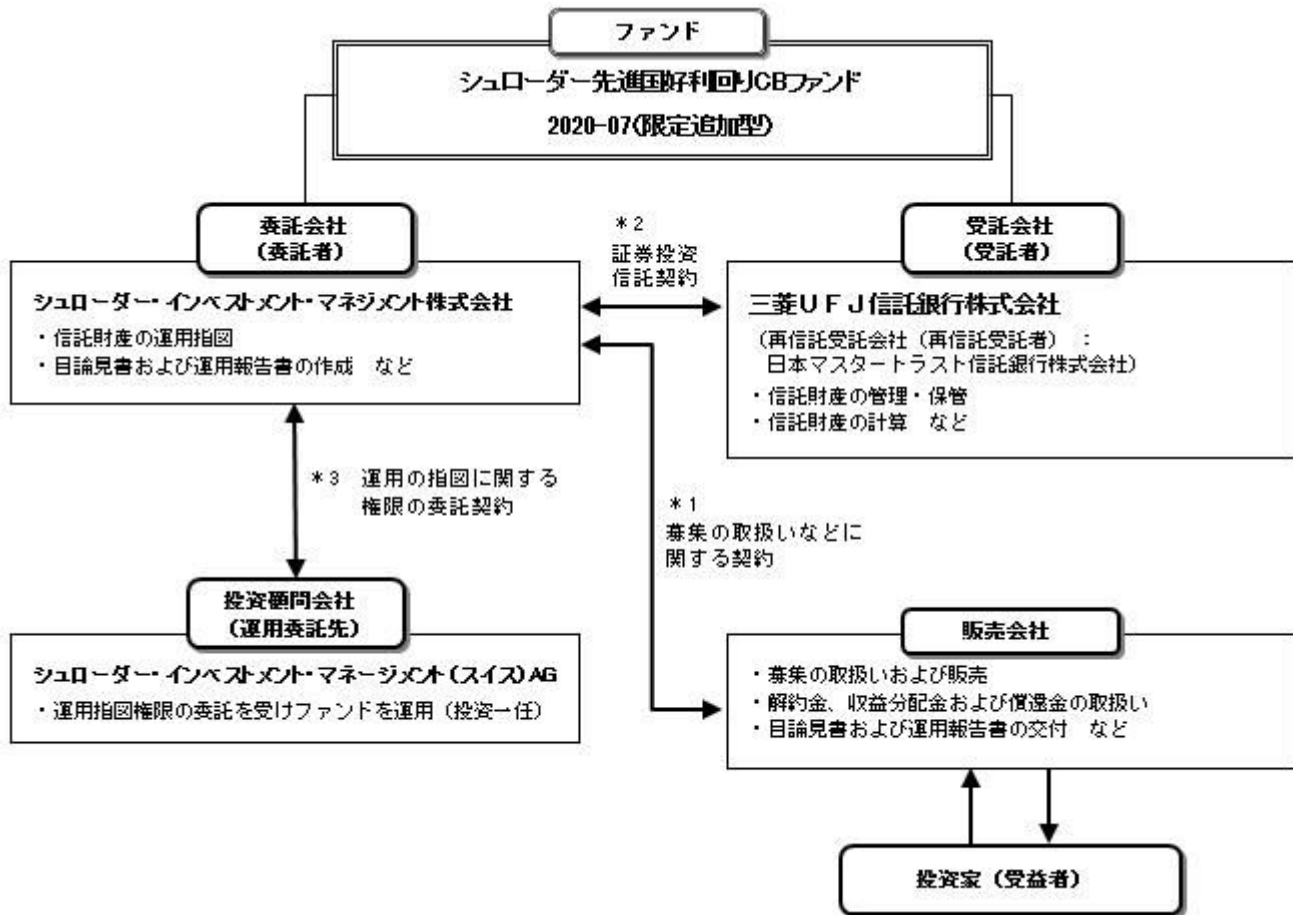 ファンド
シュローダー先進国好利回りCBファンド
2020-07(限定追加型)
委託会社
(委託者)
シュローダー・インベストメント・マネジメント株式会社
・信託財産の運用指図
・目論見書および運用報告書の作成 など
*2
証券投資
信託契約
受託会社
(受託者)
三菱UFJ信託銀行株式会社
(再信託受託会社(再信託受託者) :
日本マスタートラスト信託銀行株式会社)
・信託財産の管理・保管
・信託財産の計算 など
*3 運用の指図に関する
権限の委託契約
*1
募集の取扱いなどに
関する契約
投資顧問会社
(運用委託先)
シュローダー・インベストメント・マネージメント(スイス)AG
・運用指図権限の委託を受けファンドを運用(投資一任)
販売会社
・募集の取扱いおよび販売
・解約金、収益分配金および償還金の取扱い
・目論見書および運用報告書の交付 など
投資家(受益者)